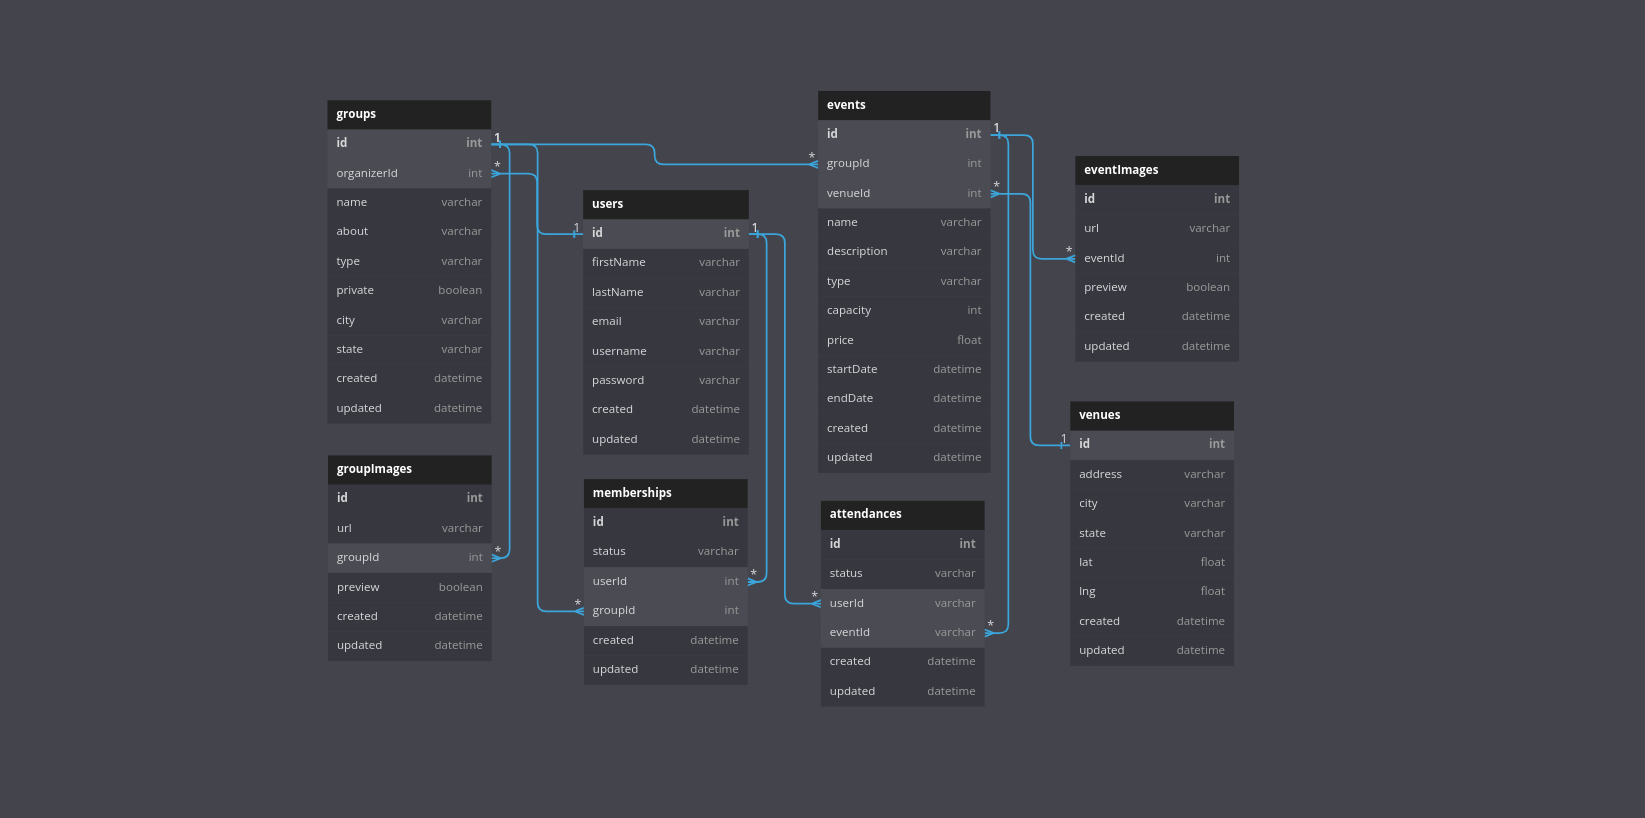 groups
id int 1
organizerId int *
name varchar
about varchar
type varchar
private boolean
city varchar
state varchar
created datetime
updated datetime
groupImages
id int
url varchar
groupId int *
preview boolean
created datetime
updated datetime
users
1 id int 1
firstName varchar
lastName varchar
email varchar
username varchar
password varchar
created datetime
updated datetime
memberships
id int
status varchar
userId int *
* groupId int
created datetime
updated datetime
events
id int 1
* groupId int
venueId int *
name varchar
description varchar
type varchar
capacity int
price float
startDate datetime
endDate datetime
created datetime
updated datetime
attendances
id int
status varchar
* userId varchar
eventId varchar *
created datetime
updated datetime
eventImages
id int
url varchar
* eventId int
preview boolean
created datetime
updated datetime
venues
1 id int
address varchar
city varchar
state varchar
lat float
lng float
created datetime
updated datetime